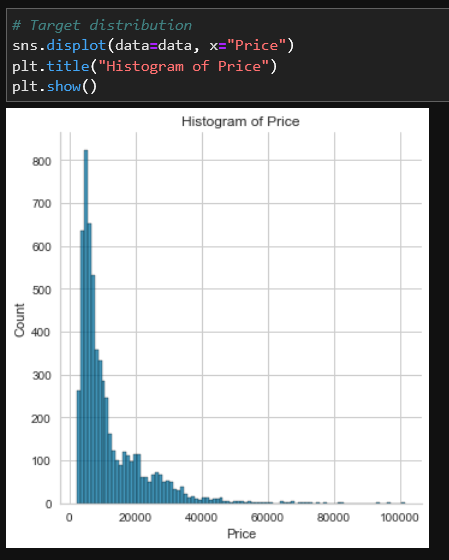 # Target distribution
sns.displot(data=data, x="Price")
plt.title("Histogram of Price")
plt.show()
Histogram of Price
800
700
600
500
400
300
200
100
0
Count
0 20000 40000 60000 80000 100000
Price